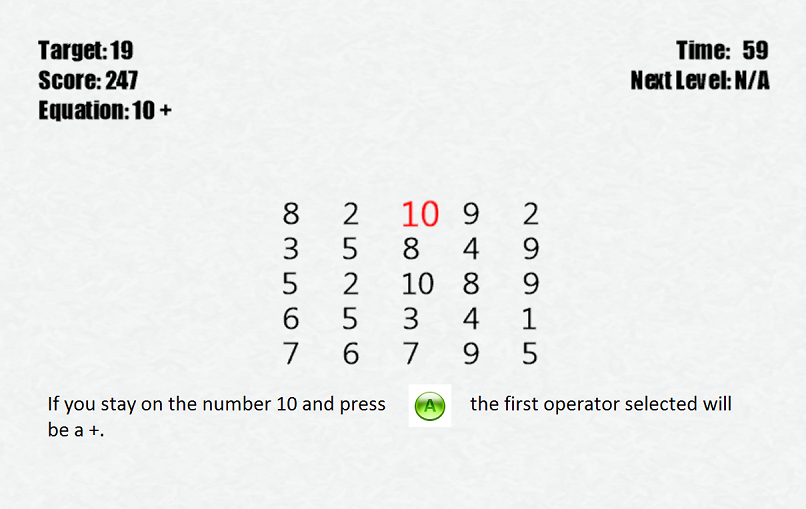 Target: 19
Time: 59
Score: 247
Next Level: N/A
Equation: 10 +
8 2 10 9 2
3 5 8 4 9
5 2 10 8 9
6 5 3 4 1
7 6 7 9 5
If you stay on the number 10 and press A the first operator selected will
be a +.